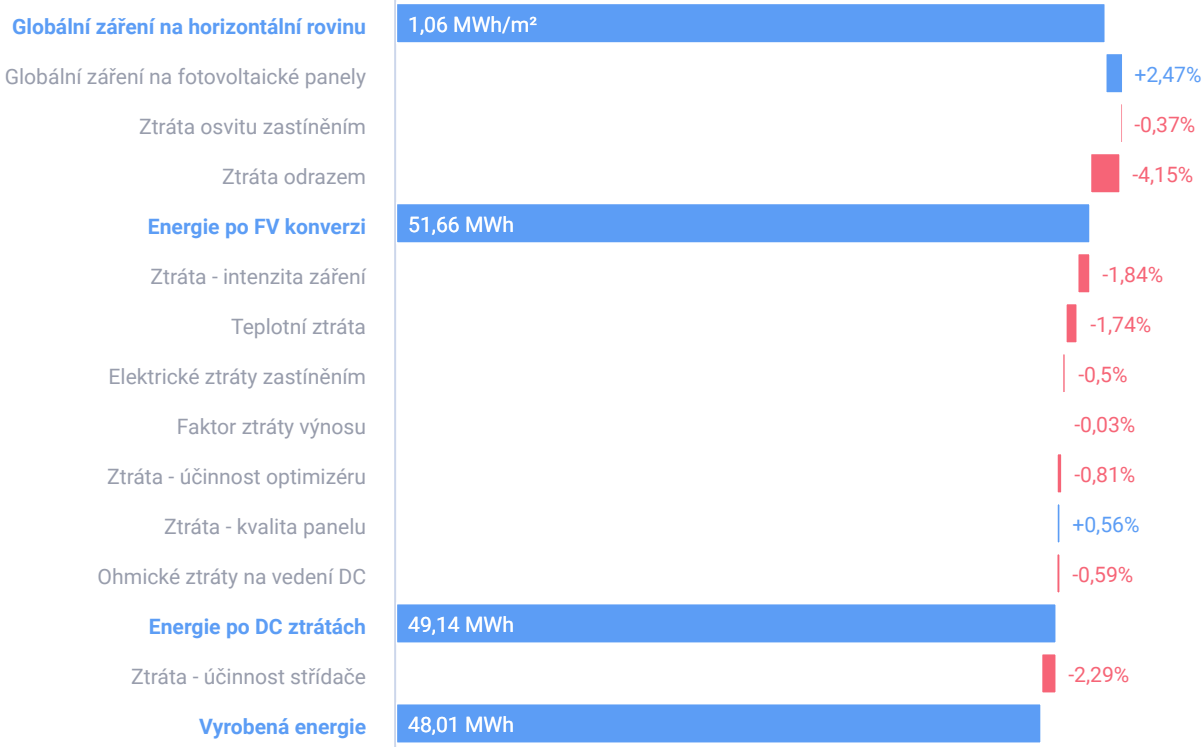 Globální záření na horizontální rovinu 1,06 MWh/m²
Globální záření na fotovoltaické panely +2,47%
Ztráta osvitu zastíněním -0,37%
Ztráta odrazem -4,15%
Energie po FV konverzi 51,66 MWh
Ztráta - intenzita záření -1,84%
Teplotní ztráta -1,74%
Elektrické ztráty zastíněním -0,5%
Faktor ztráty výnosu -0,03%
Ztráta - účinnost optimizéru -0,81%
Ztráta - kvalita panelu +0,56%
Ohmické ztráty na vedení DC -0,59%
Energie po DC ztrátách 49,14 MWh
Ztráta - účinnost střídače -2,29%
Vyrobená energie 48,01 MWh